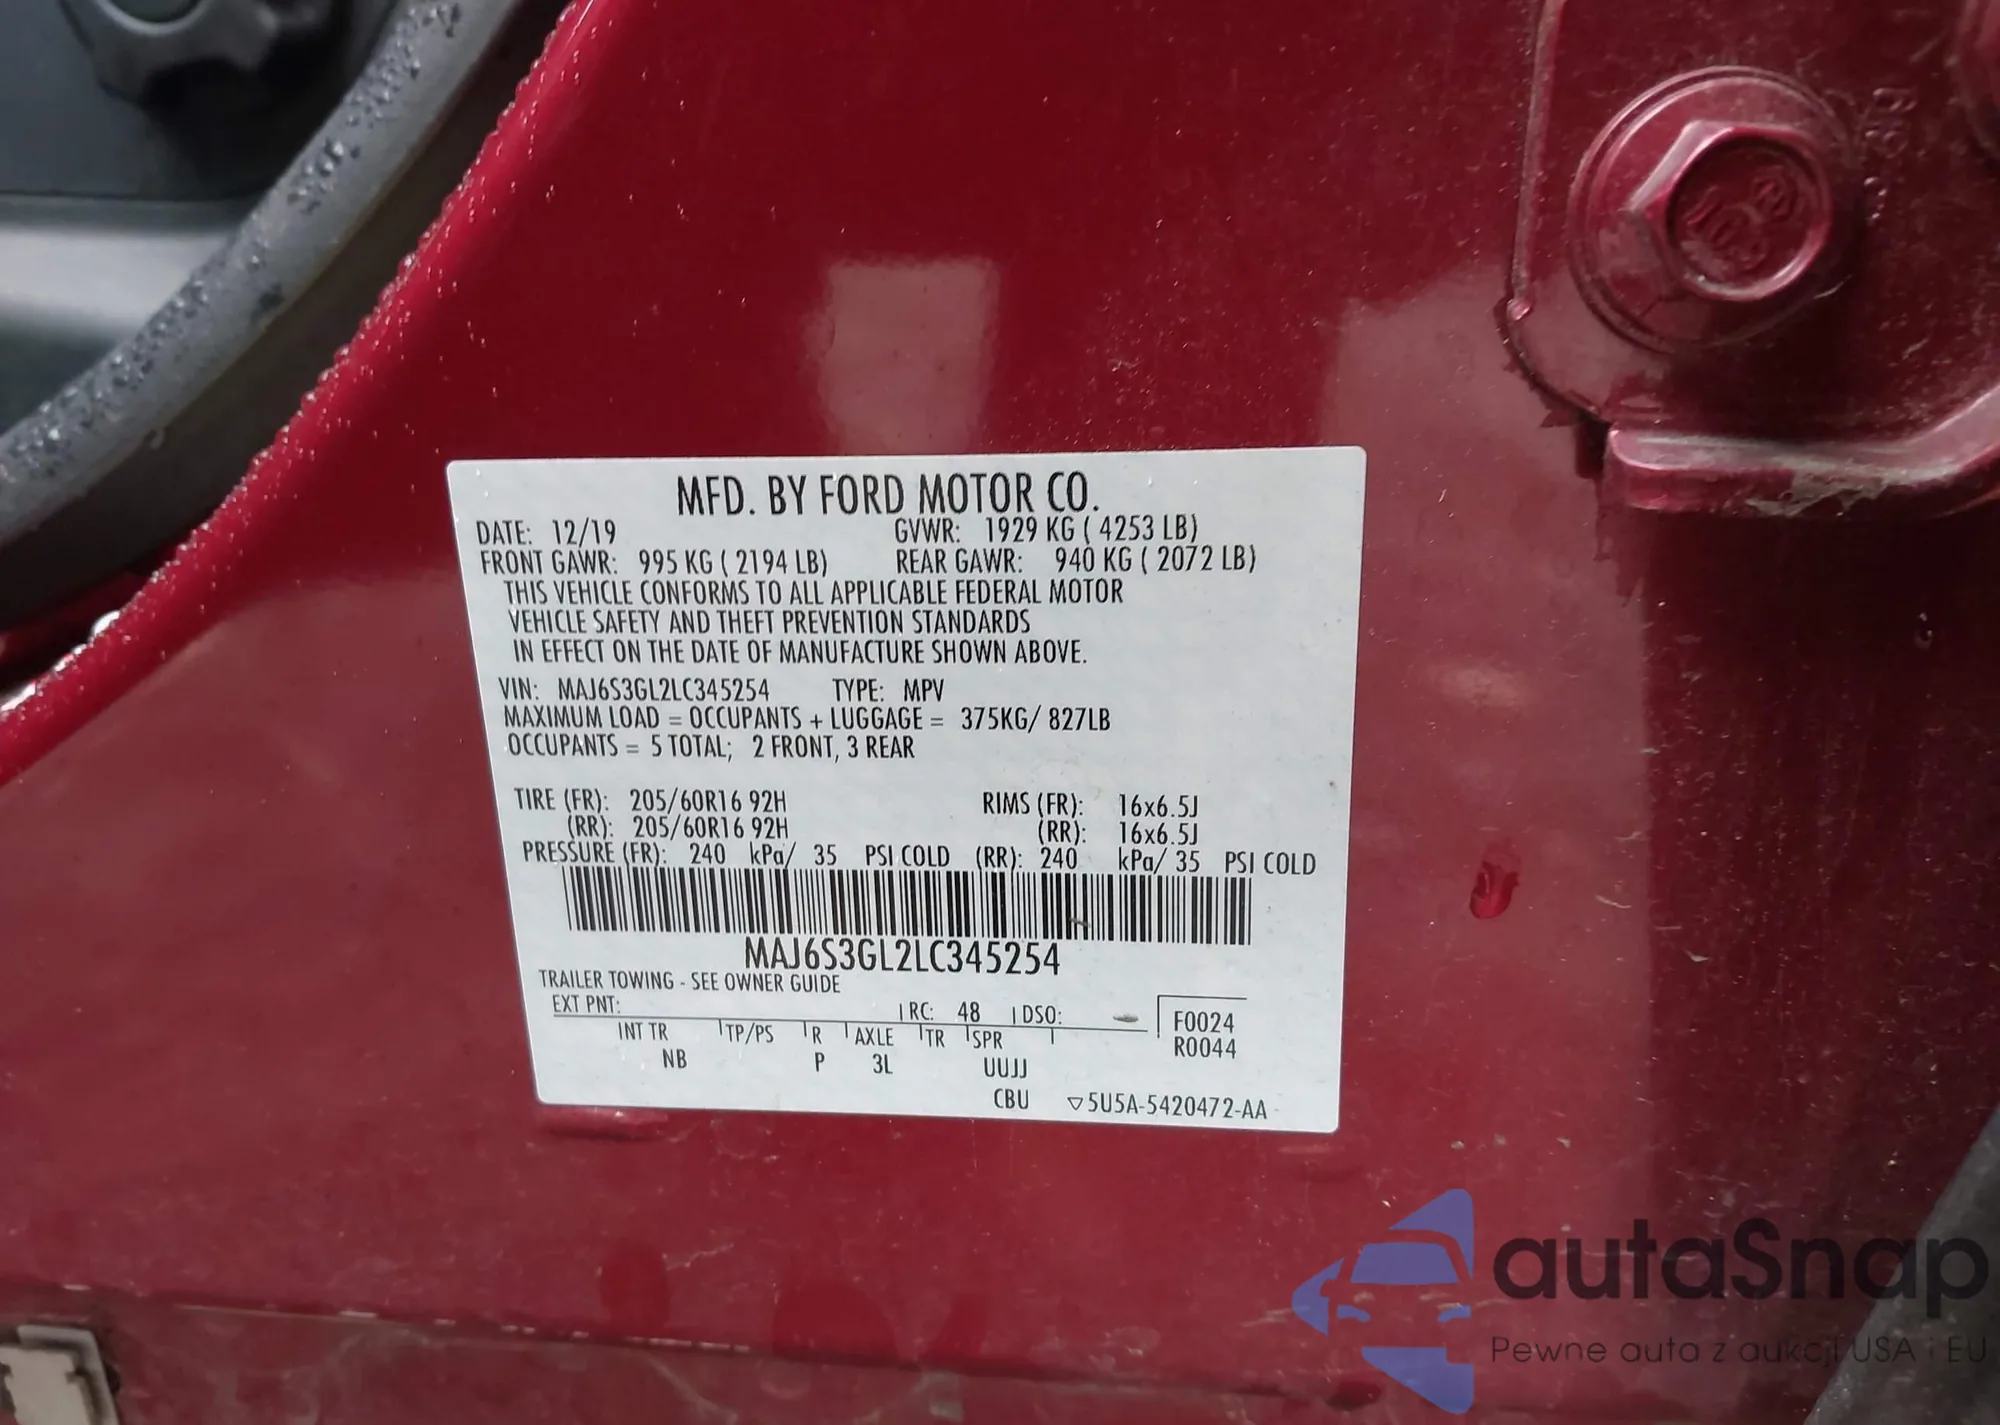 MFD. BY FORD MOTOR CO.
DATE: 12/19 GVWR: 1929 KG ( 4253 LB)
FRONT GAWR: 995 KG ( 2194 LB) REAR GAWR: 940 KG ( 2072 LB)
THIS VEHICLE CONFORMS TO ALL APPLICABLE FEDERAL MOTOR
VEHICLE SAFETY AND THEFT PREVENTION STANDARDS
IN EFFECT ON THE DATE OF MANUFACTURE SHOWN ABOVE.
VIN: MAJ6S3GL2LC345254 TYPE: MPV
MAXIMUM LOAD = OCCUPANTS + LUGGAGE = 375KG/ 827LB
OCCUPANTS = 5 TOTAL; 2 FRONT, 3 REAR
TIRE (FR): 205/60R16 92H RIMS (FR): 16x6.5J
(RR): 205/60R16 92H (RR): 16x6.5J
PRESSURE (FR): 240 kPa/ 35 PSI COLD (RR): 240 kPa/ 35 PSI COLD
MAJ6S3GL2LC345254
TRAILER TOWING - SEE OWNER GUIDE
EXT PNT: RC: 48 DSO: F0024
INT TR TP/PS R AXLE TR SPR R0044
NB P 3L UUJJ
CBU ▽5U5A-5420472-AA
autaSnap
Pewne auta z aukcji USA i EU